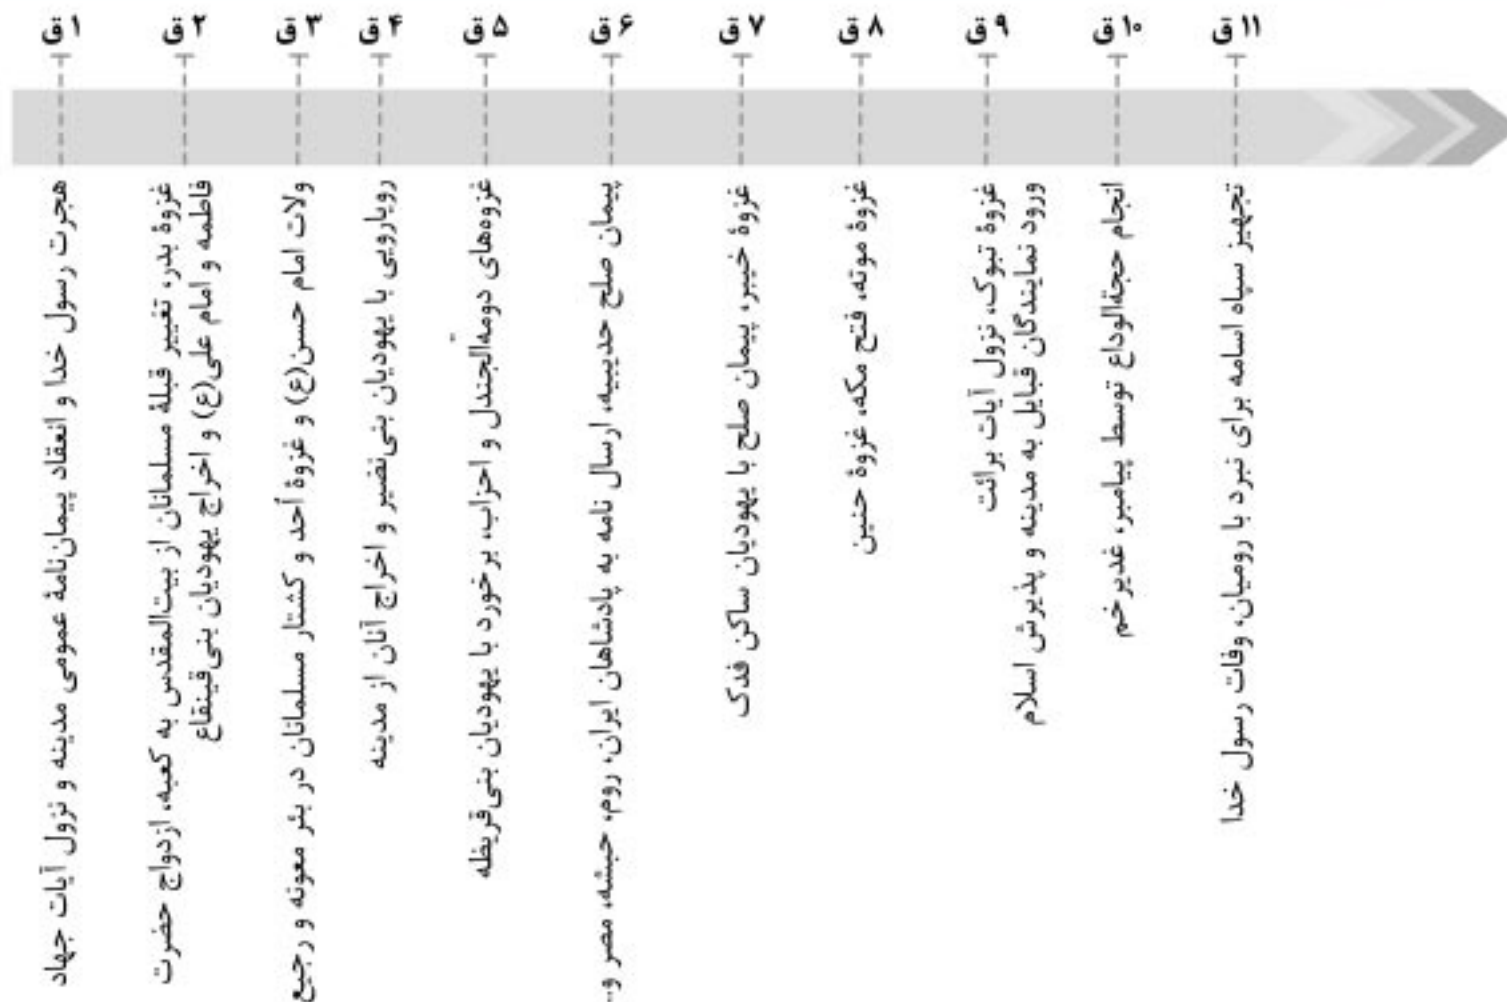 ۱ ق
هجرت رسول خدا و انعقاد پیمان‌نامهٔ عمومی مدینه و نزول آیات جهاد
۲ ق
غزوهٔ بدر، تغییر قبلهٔ مسلمانان از بیت‌المقدس به کعبه، ازدواج حضرت
فاطمه و امام علی(ع) و اخراج یهودیان بنی‌قینقاع
۳ ق
ولات امام حسن(ع) و غزوهٔ أحد و کشتار مسلمانان در بئر معونه و رجیع
۴ ق
رویارویی با یهودیان بنی‌نضیر و اخراج آنان از مدینه
۵ ق
غزوه‌های دومه‌الجندل و احزاب، برخورد با یهودیان بنی‌قریظه
۶ ق
پیمان صلح حدیبیه، ارسال نامه به پادشاهان ایران، روم، حبشه، مصر و..
۷ ق
غزوهٔ خیبر، پیمان صلح با یهودیان ساکن فدک
۸ ق
غزوهٔ موته، فتح مکه، غزوهٔ حنین
۹ ق
غزوهٔ تبوک، نزول آیات برائت
ورود نمایندگان قبایل به مدینه و پذیرش اسلام
۱۰ ق
انجام حجةالوداع توسط پیامبر، غدیرخم
۱۱ ق
تجهیز سپاه اسامه برای نبرد با رومیان، وفات رسول خدا